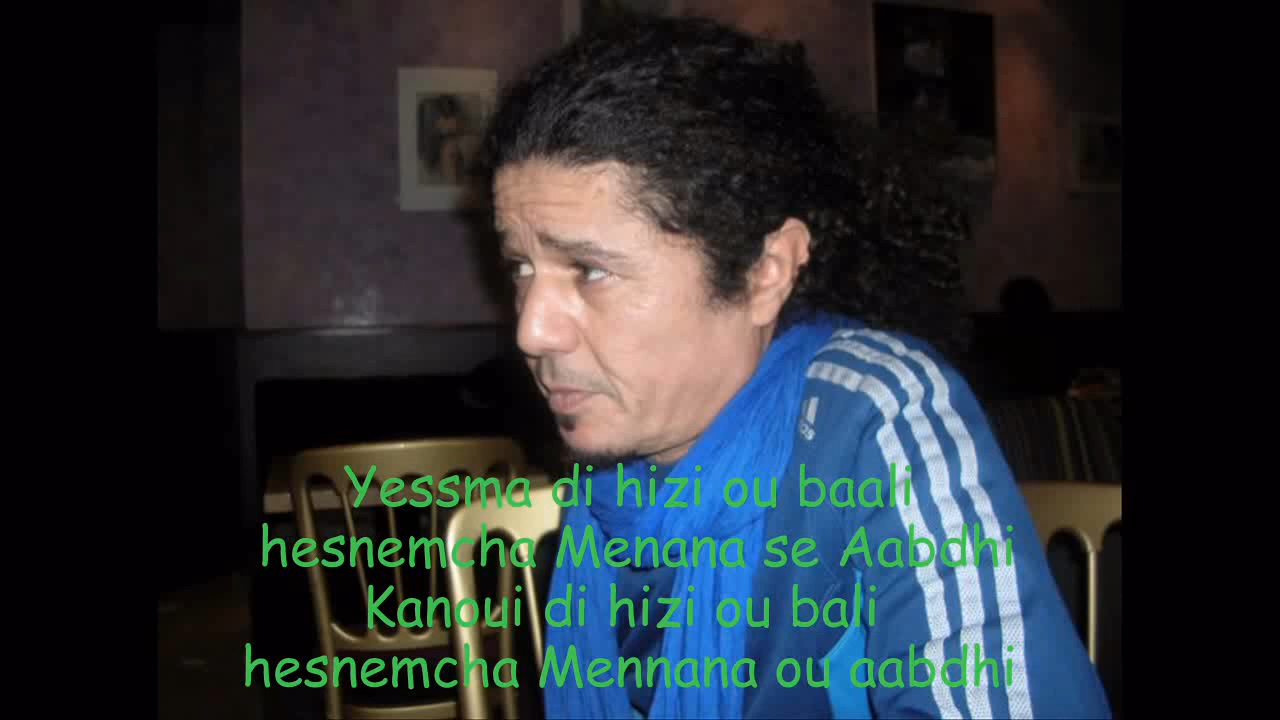 Yessma di hizi ou baali
hesnemcha Menana se Aabdhi
Kanoui di hizi ou bali
hesnemcha Mennana ou aabdhi